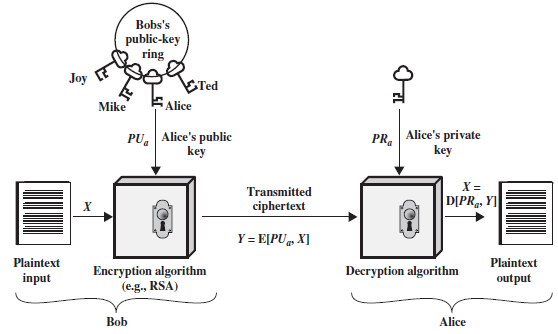 Bobs's
public-key
ring
Joy
Ted
Mike
Alice
PUa
Alice's public
key
PRa
Alice's private
key
X
Transmitted
ciphertext
X =
D[PRa, Y]
Y = E[PUa, X]
Plaintext
input
Encryption algorithm
(e.g., RSA)
Decryption algorithm
Plaintext
output
Bob
Alice